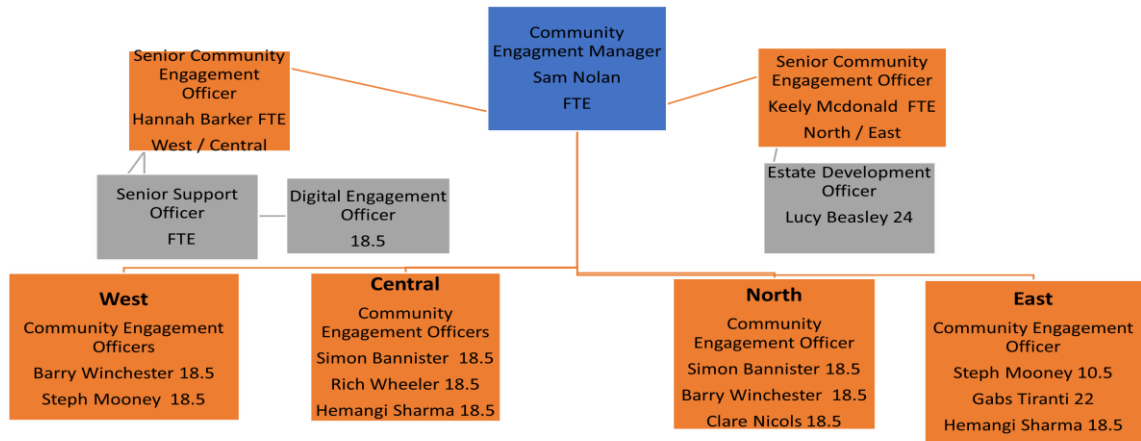 Community
Engagment Manager
Sam Nolan
FTE
Senior Community
Engagement
Officer
Hannah Barker FTE
West / Central
Senior Community
Engagement Officer
Keely Mcdonald  FTE
North / East
Senior Support
Officer
FTE
Digital Engagement
Officer
18.5
Estate Development
Officer
Lucy Beasley 24
West
Community Engagement
Officers
Barry Winchester 18.5
Steph Mooney  18.5
Central
Community
Engagement Officers
Simon Bannister  18.5
Rich Wheeler  18.5
Hemangi Sharma 18.5
North
Community
Engagement Officer
Simon Bannister 18.5
Barry Winchester  18.5
Clare Nicols 18.5
East
Community Engagement
Officer
Steph Mooney 10.5
Gabs Tiranti 22
Hemangi Sharma 18.5